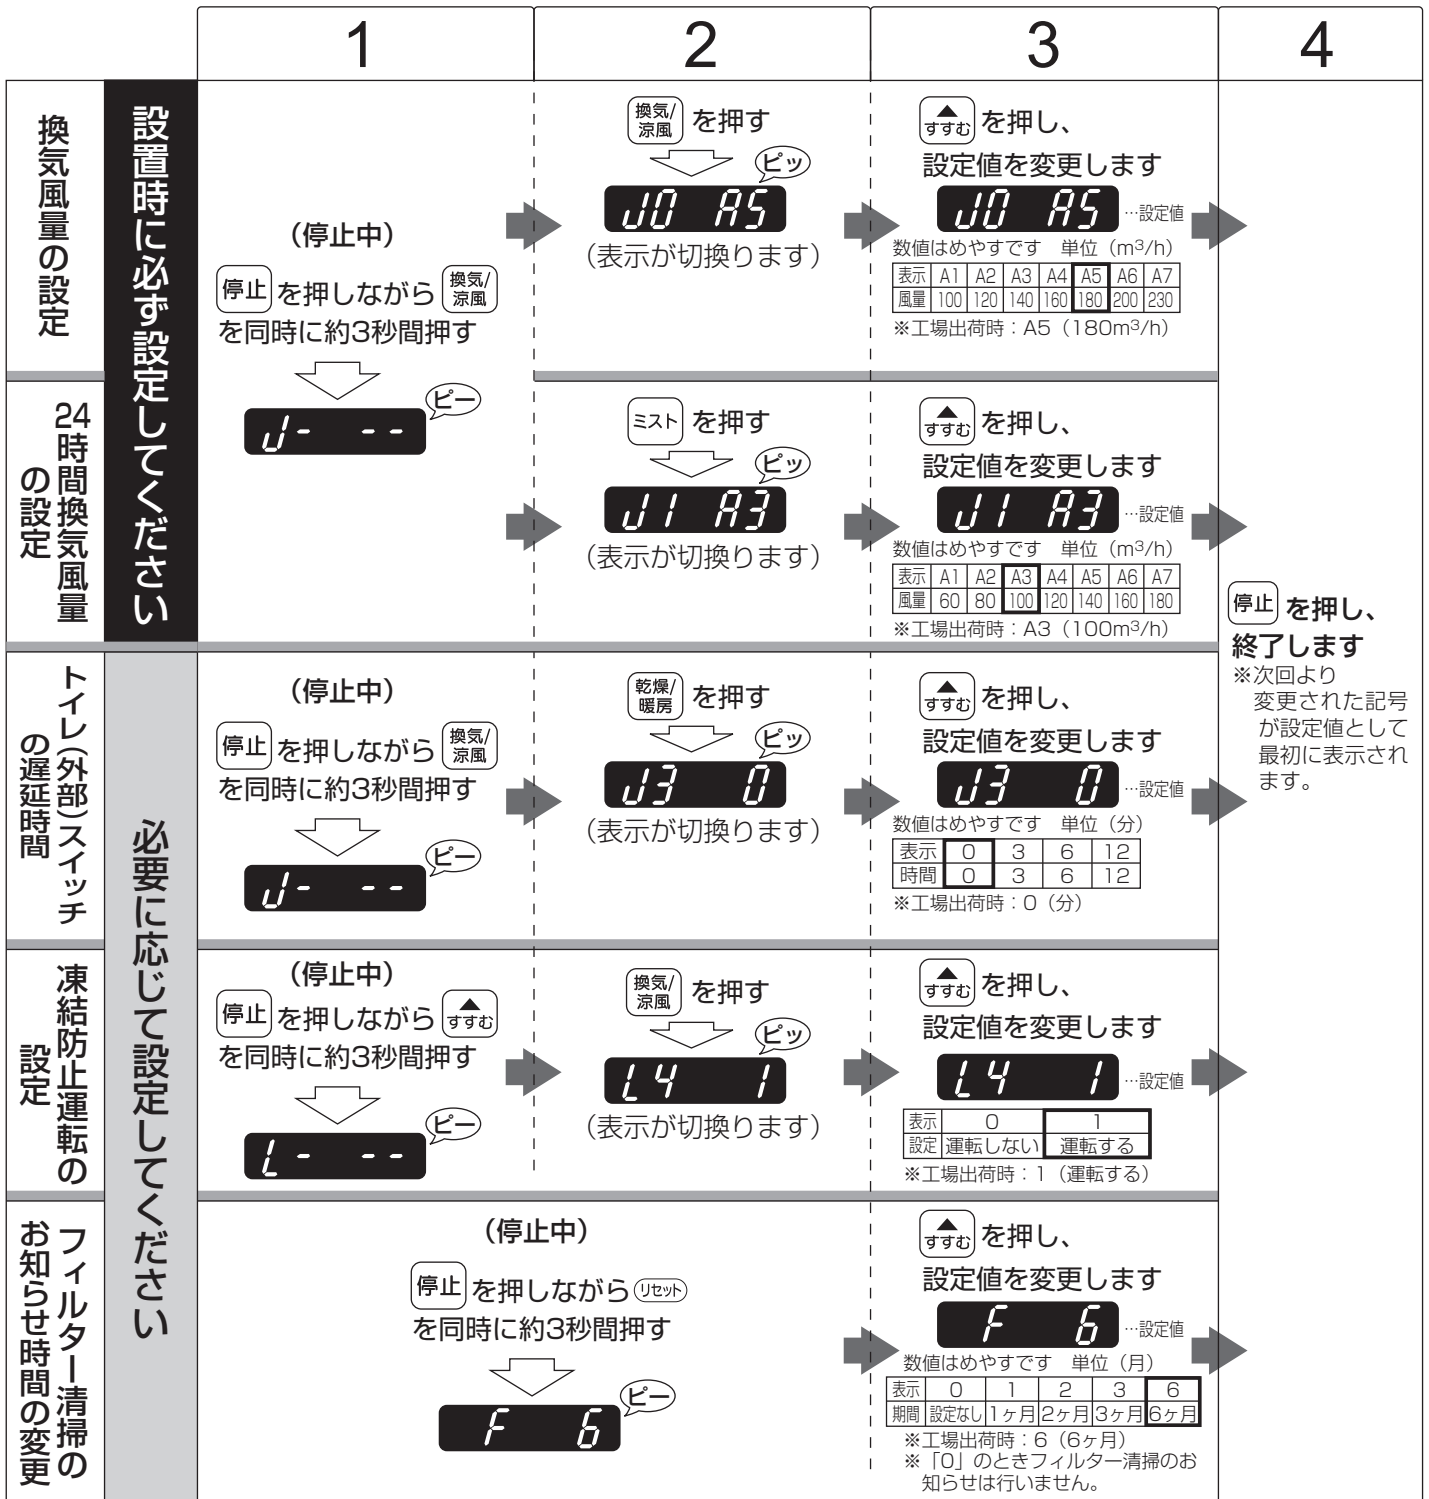 1
2
3
4
設置時に必ず設定してください
換気風量の設定
(停止中)
停止 を押しながら 換気/涼風
を同時に約3秒間押す
ピー
J- --
換気/涼風 を押す
ピッ
J0 A5
(表示が切換ります)
▲すすむ を押し、
設定値を変更します
J0 A5 …設定値
数値はめやすです 単位(m³/h)
表示 A1 A2 A3 A4 A5 A6 A7
風量 100 120 140 160 180 200 230
※工場出荷時：A5(180m³/h)
24時間換気風量
の設定
ミスト を押す
ピッ
J1 A3
(表示が切換ります)
▲すすむ を押し、
設定値を変更します
J1 A3 …設定値
数値はめやすです 単位(m³/h)
表示 A1 A2 A3 A4 A5 A6 A7
風量 60 80 100 120 140 160 180
※工場出荷時：A3(100m³/h)
必要に応じて設定してください
トイレ(外部)スイッチ
の遅延時間
(停止中)
停止 を押しながら 換気/涼風
を同時に約3秒間押す
ピー
J- --
乾燥/暖房 を押す
ピッ
J3 0
(表示が切換ります)
▲すすむ を押し、
設定値を変更します
J3 0 …設定値
数値はめやすです 単位(分)
表示 0 3 6 12
時間 0 3 6 12
※工場出荷時：0(分)
凍結防止運転の
設定
(停止中)
停止 を押しながら ▲すすむ
を同時に約3秒間押す
ピー
L- --
換気/涼風 を押す
ピッ
L4 1
(表示が切換ります)
▲すすむ を押し、
設定値を変更します
L4 1 …設定値
表示 0 1
設定 運転しない 運転する
※工場出荷時：1(運転する)
フィルター清掃の
お知らせ時間の変更
(停止中)
停止 を押しながら リセット
を同時に約3秒間押す
ピー
F 6
▲すすむ を押し、
設定値を変更します
F 6 …設定値
数値はめやすです 単位(月)
表示 0 1 2 3 6
期間 設定なし 1ヶ月 2ヶ月 3ヶ月 6ヶ月
※工場出荷時：6(6ヶ月)
※「0」のときフィルター清掃のお
知らせは行いません。
停止 を押し、
終了します
※次回より
変更された記号
が設定値として
最初に表示され
ます。